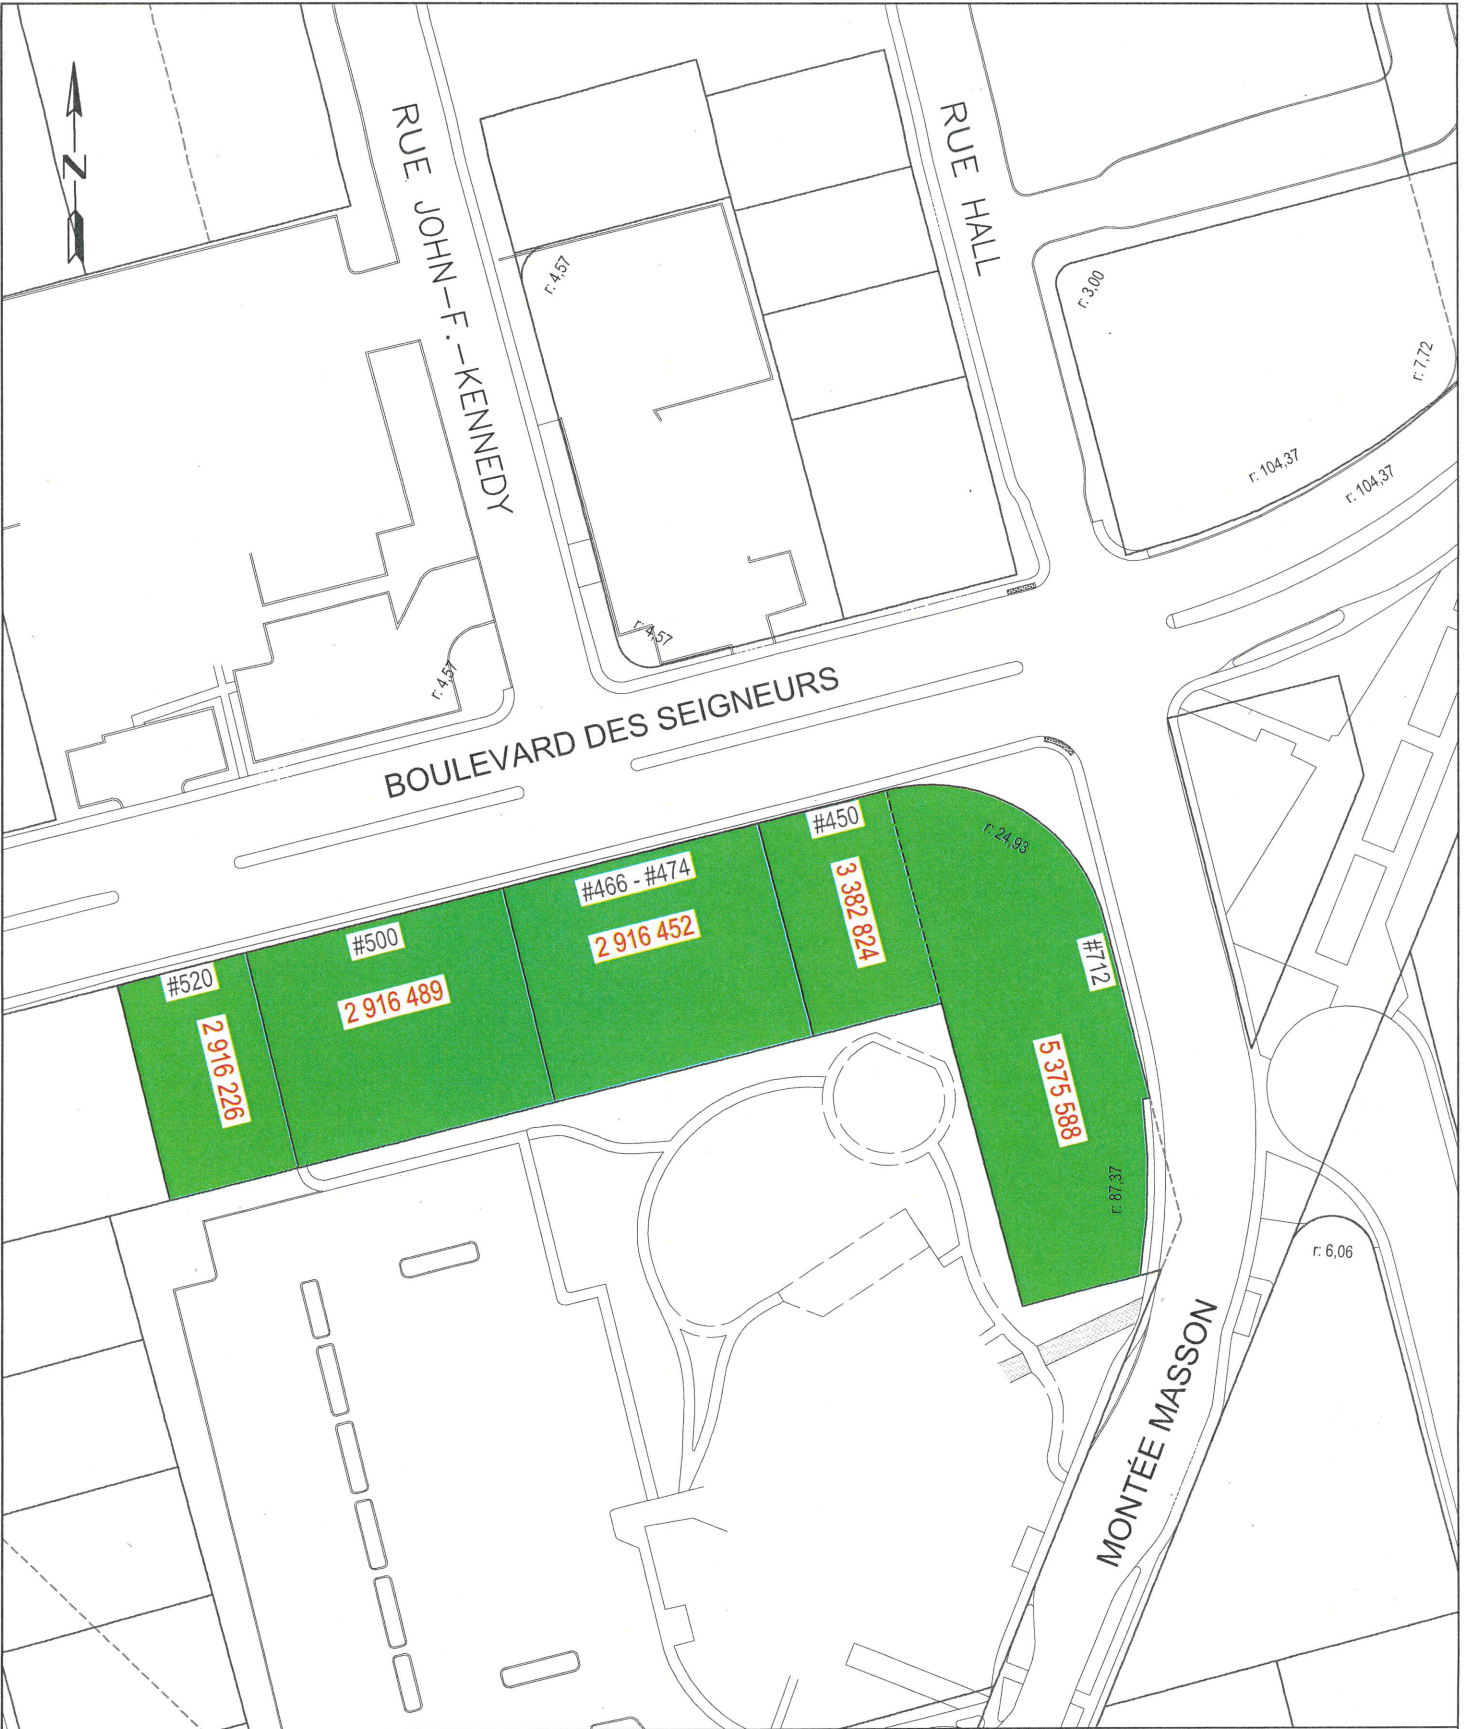 N
RUE JOHN-F.-KENNEDY
RUE HALL
r: 4,57
r: 3,00
r: 7,72
r: 104,37
r: 104,37
r: 4,57
r: 4,57
BOULEVARD DES SEIGNEURS
#450
3 382 824
r: 24,93
#466 - #474
2 916 452
#500
2 916 489
#520
2 916 226
#712
5 375 588
r: 87,37
r: 6,06
MONTÉE MASSON